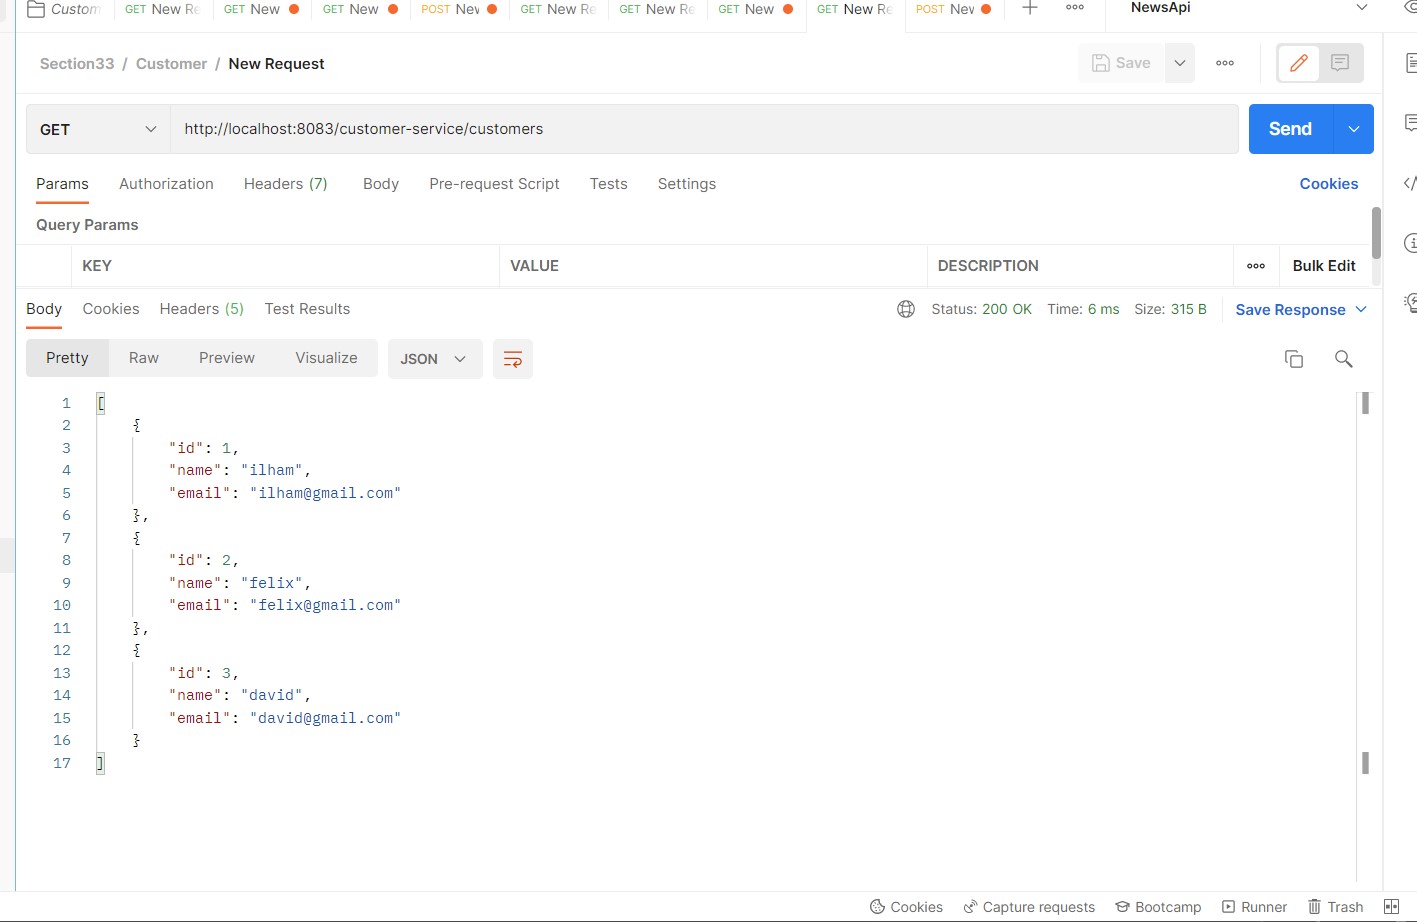 Custom GET New Re GET New GET New POST New GET New Re GET New Re GET New GET New Re POST New NewsApi
Section33 / Customer / New Request Save
GET http://localhost:8083/customer-service/customers Send
Params Authorization Headers (7) Body Pre-request Script Tests Settings Cookies
Query Params
KEY VALUE DESCRIPTION Bulk Edit
Body Cookies Headers (5) Test Results Status: 200 OK Time: 6 ms Size: 315 B Save Response
Pretty Raw Preview Visualize JSON
1 [
2 {
3 "id": 1,
4 "name": "ilham",
5 "email": "ilham@gmail.com"
6 },
7 {
8 "id": 2,
9 "name": "felix",
10 "email": "felix@gmail.com"
11 },
12 {
13 "id": 3,
14 "name": "david",
15 "email": "david@gmail.com"
16 }
17 ]
Cookies Capture requests Bootcamp Runner Trash